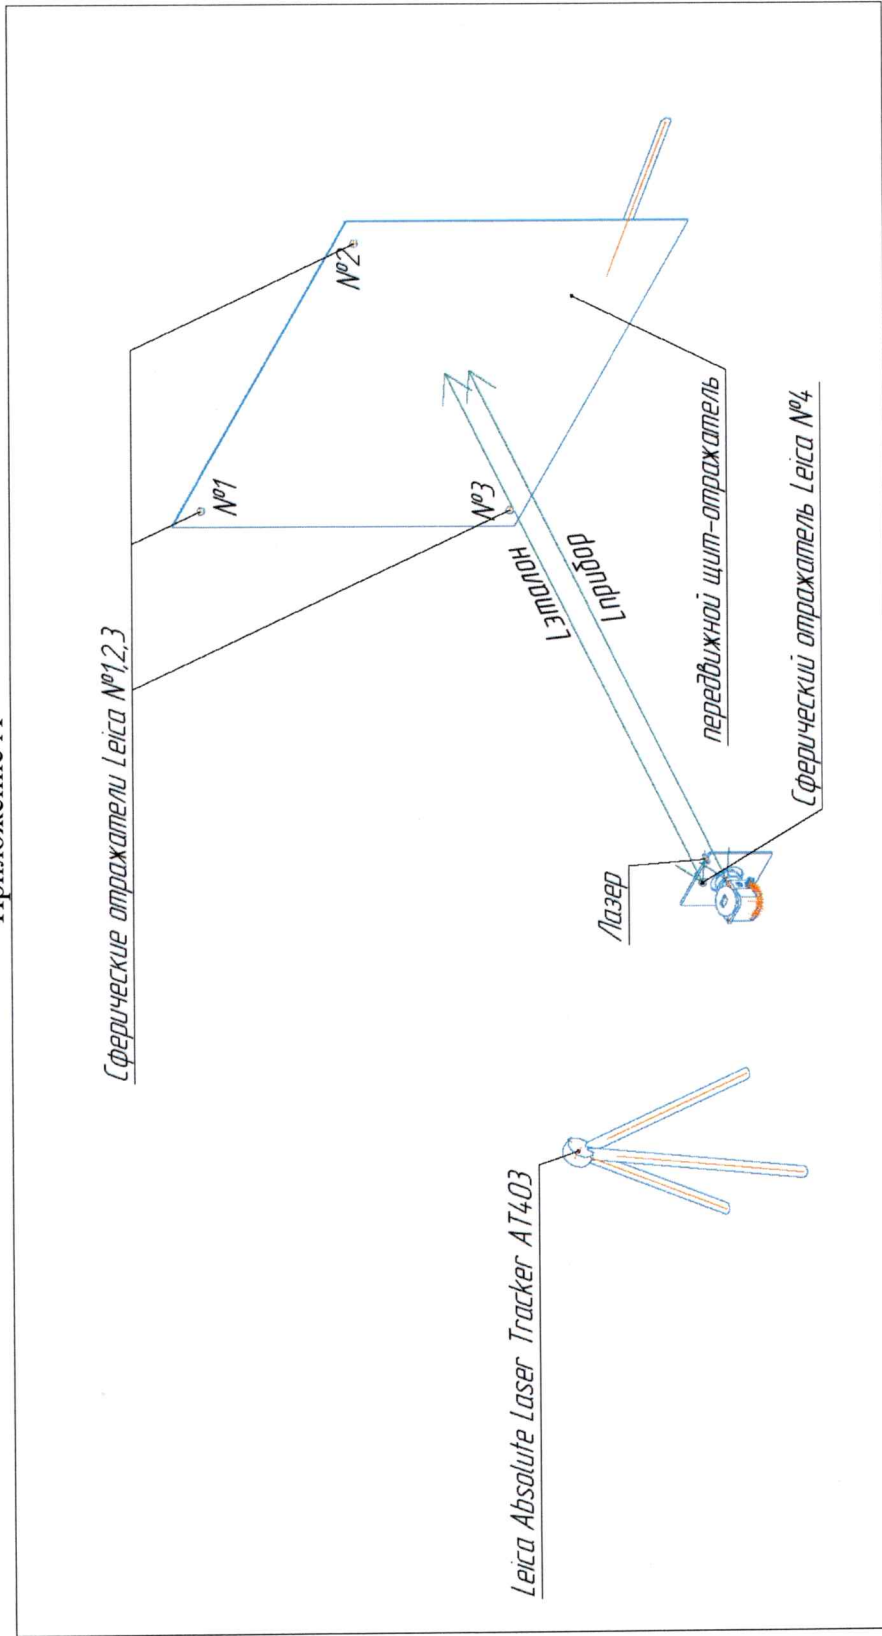 Сферические отражатели Leica №1,2,3
№1
№2
№3
Lэталон
Lприбор
Лазер
передвижной щит-отражатель
Сферический отражатель Leica №4
Leica Absolute Laser Tracker AT403